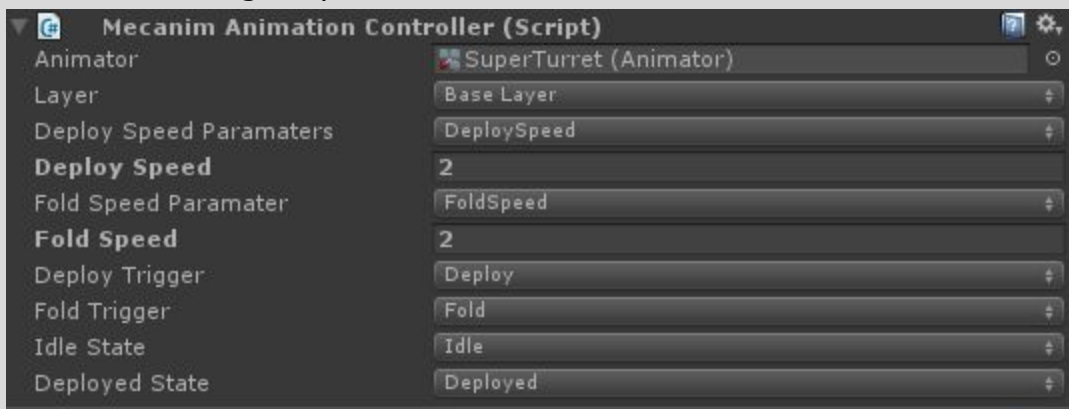 Mecanim Animation Controller (Script)
Animator SuperTurret (Animator)
Layer Base Layer
Deploy Speed Paramaters DeploySpeed
Deploy Speed 2
Fold Speed Paramater FoldSpeed
Fold Speed 2
Deploy Trigger Deploy
Fold Trigger Fold
Idle State Idle
Deployed State Deployed